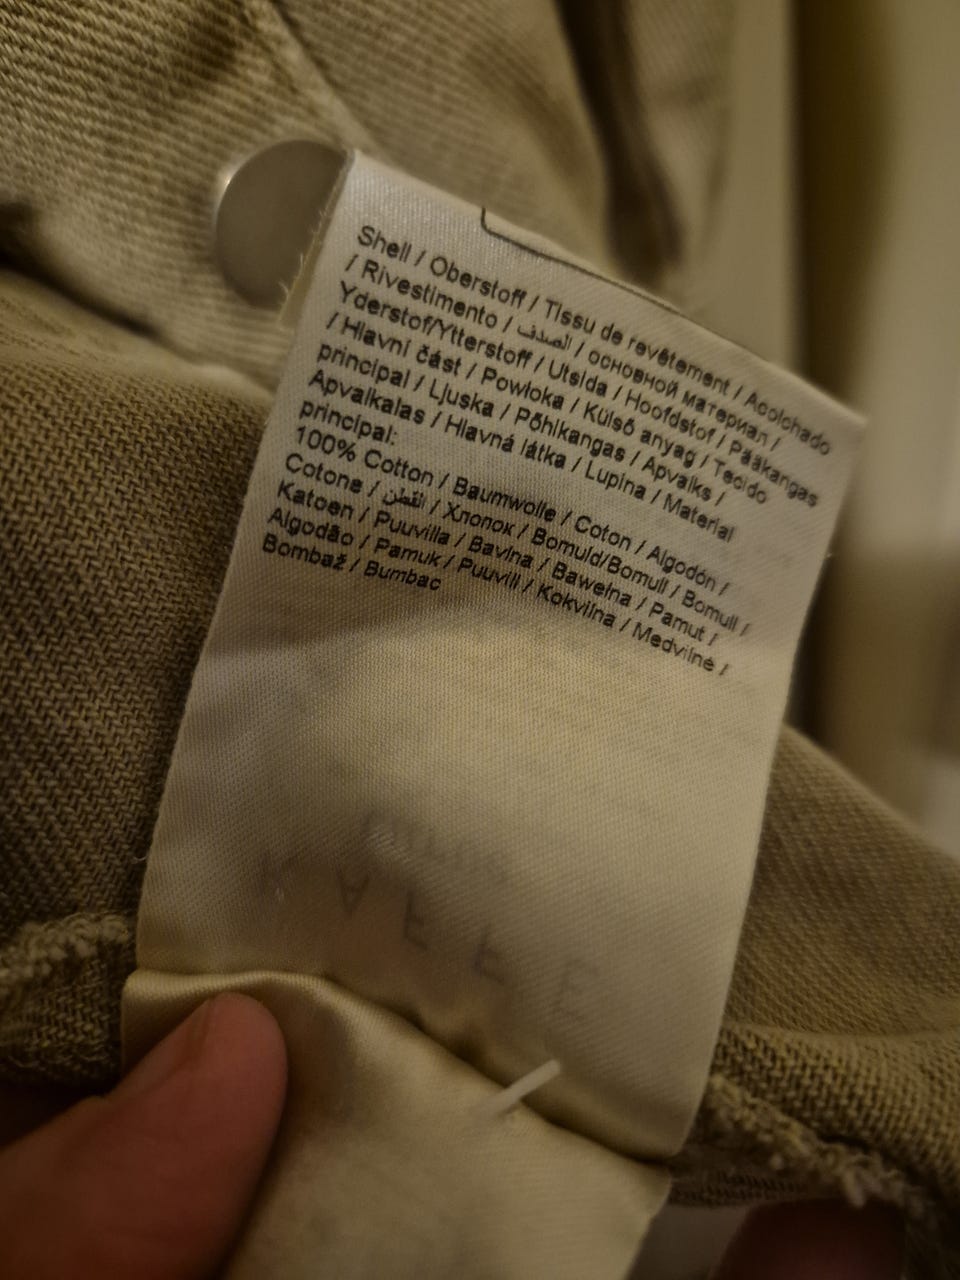 Shell / Oberstoff / Tissu de revêtement / Acolchado
/ Rivestimento / الصدف / основной материал /
Yderstof/Ytterstoff / Utsida / Hoofdstof / Pääkangas
/ Hlavní část / Powłoka / Külső anyag / Tecido
principal / Ljuska / Põhikangas / Apvalks /
Apvalkalas / Hlavná látka / Lupina / Material
principal:
100% Cotton / Baumwolle / Coton / Algodón /
Cotone / القطن / Хлопок / Bomuld/Bomull / Bomull /
Katoen / Puuvilla / Bavlna / Bawełna / Pamut /
Algodão / Pamuk / Puuvill / Kokvilna / Medvilnė /
Bombaž / Bumbac